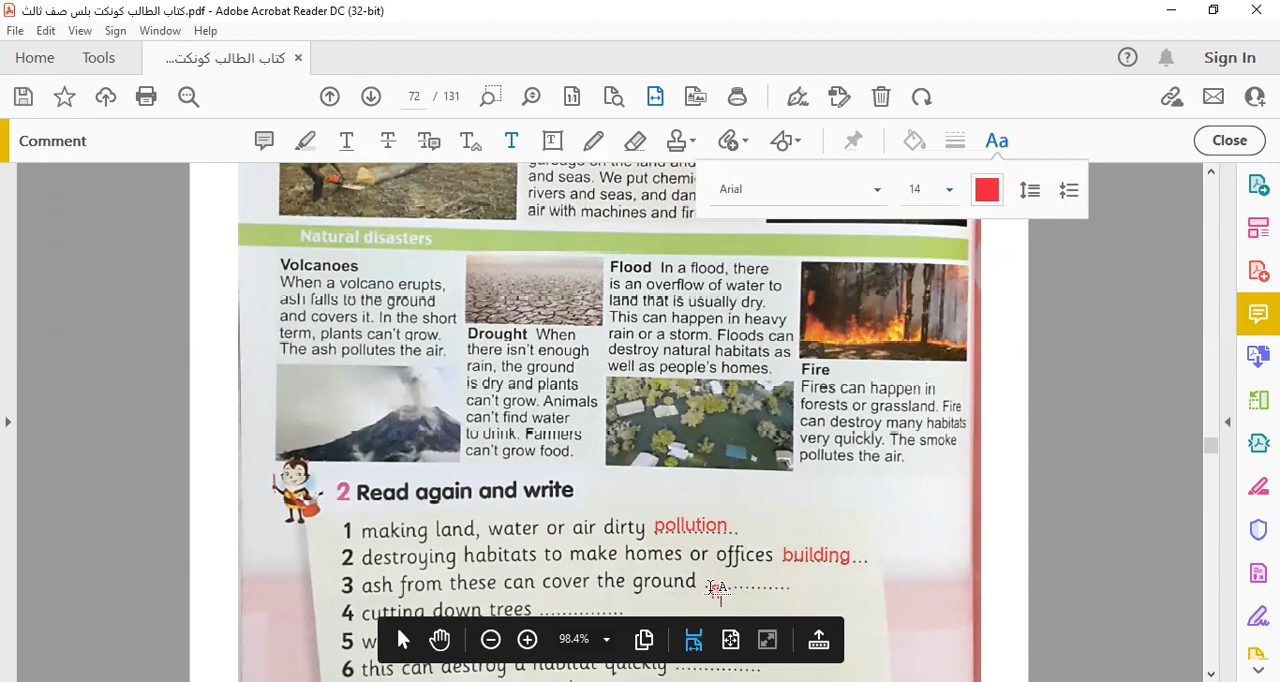 كتاب الطالب كونكت بلس صف ثالث.pdf - Adobe Acrobat Reader DC (32-bit)
File Edit View Sign Window Help
Home Tools كتاب الطالب كونكت... × Sign In
72 / 131
Comment Close
Arial 14
and seas. We put chemi
rivers and seas, and dan
air with machines and fir
Natural disasters
Volcanoes
When a volcano erupts,
ash falls to the ground
and covers it. In the short
term, plants can't grow.
The ash pollutes the air.
Drought When
there isn't enough
rain, the ground
is dry and plants
can't grow. Animals
can't find water
to drink. Farmers
can't grow food.
Flood In a flood, there
is an overflow of water to
land that is usually dry.
This can happen in heavy
rain or a storm. Floods can
destroy natural habitats as
well as people's homes.
Fire
Fires can happen in
forests or grassland. Fire
can destroy many habitats
very quickly. The smoke
pollutes the air.
2 Read again and write
1 making land, water or air dirty pollution..
2 destroying habitats to make homes or offices building...
3 ash from these can cover the ground ..............
4 cutting down trees ..............
5 w
6 this can destroy a habitat quickly ..............
98.4%